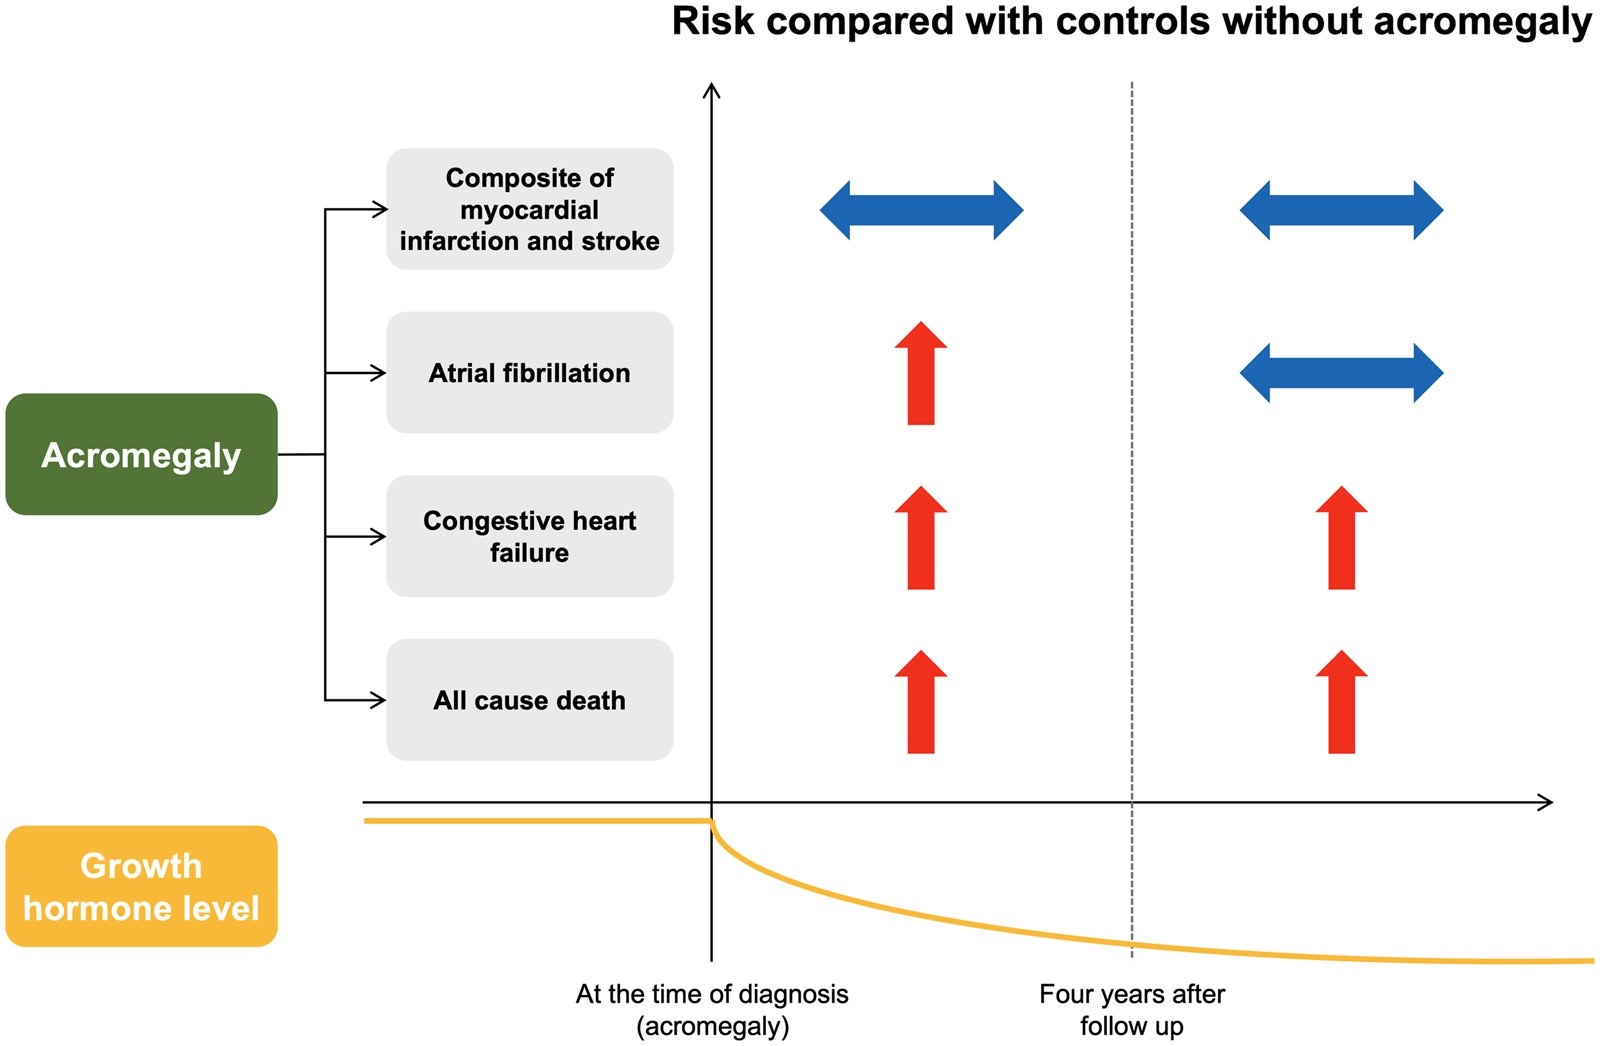 Risk compared with controls without acromegaly
Composite of
myocardial
infarction and stroke
Atrial fibrillation
Acromegaly
Congestive heart
failure
All cause death
Growth
hormone level
At the time of diagnosis
(acromegaly)
Four years after
follow up